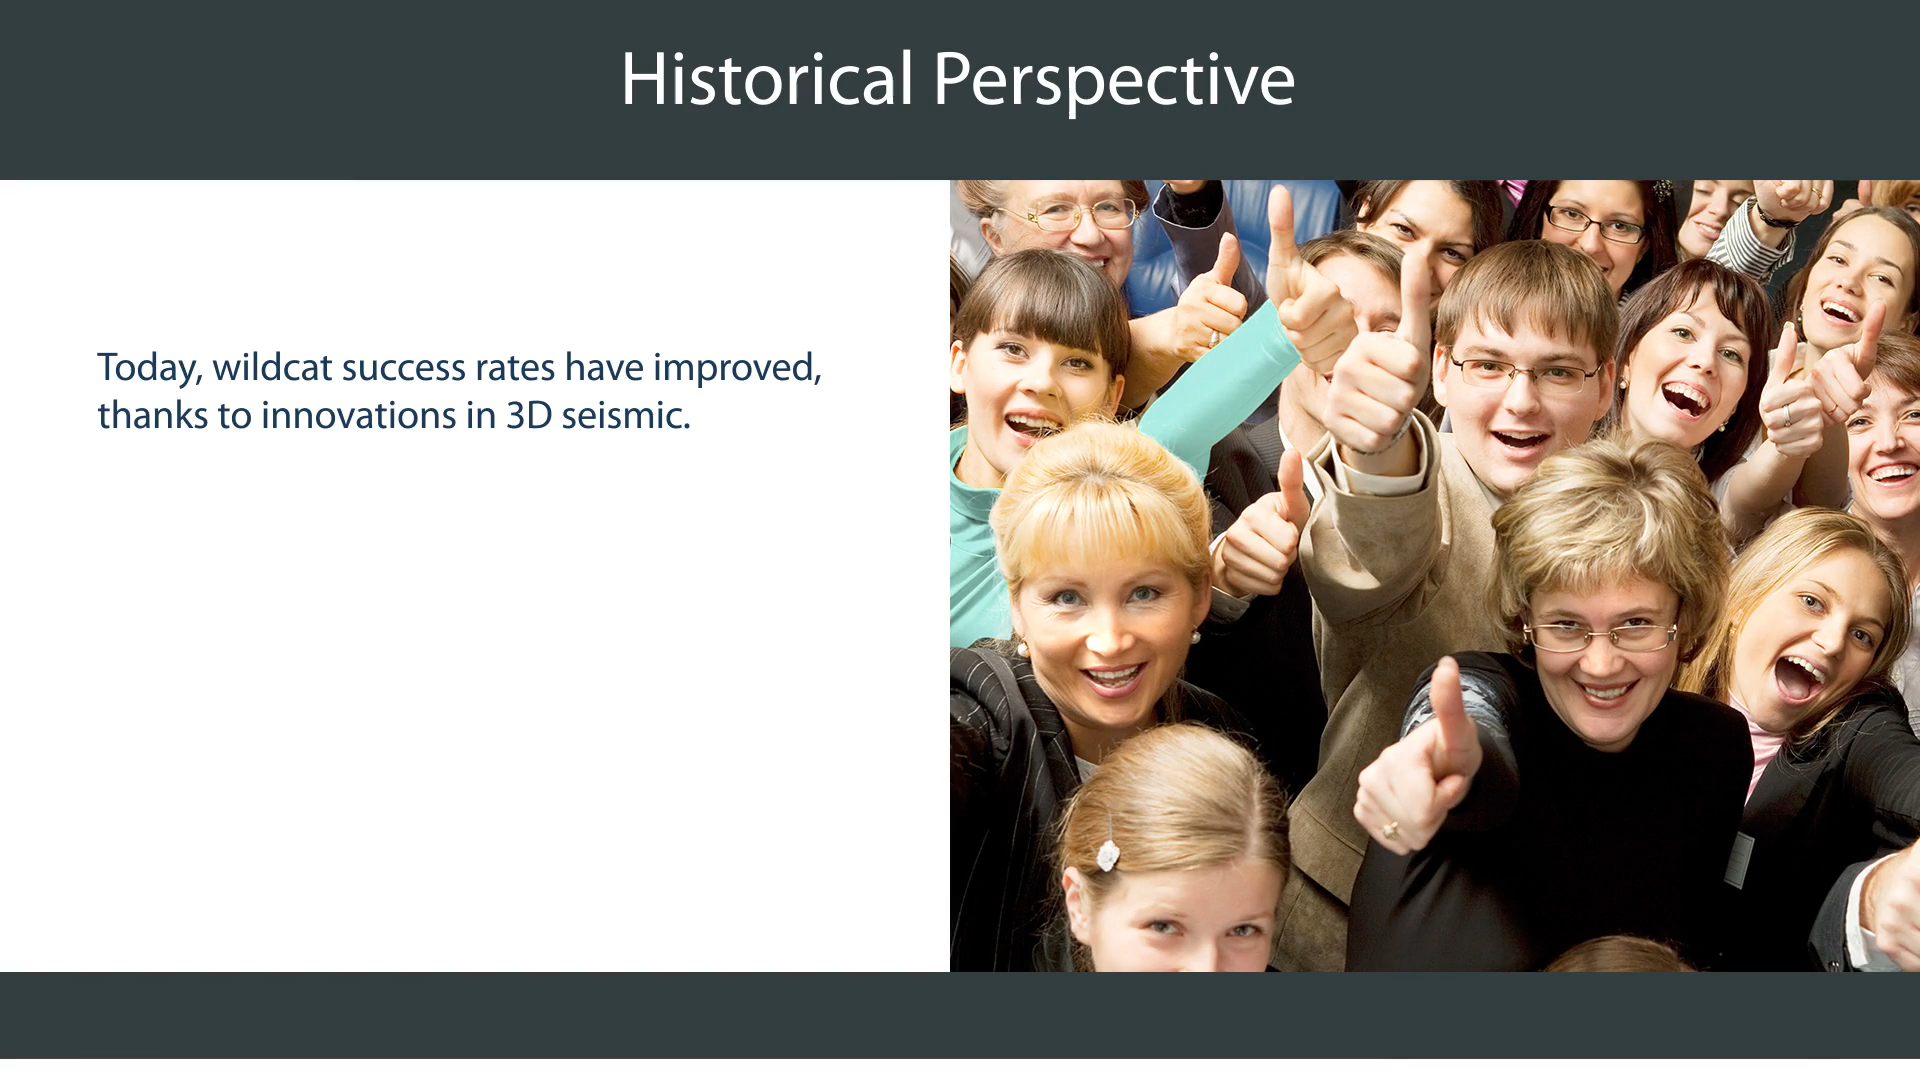 Historical Perspective
Today, wildcat success rates have improved,
thanks to innovations in 3D seismic.